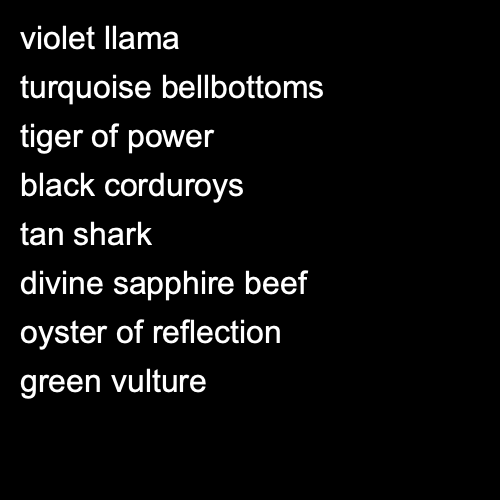 violet llama
turquoise bellbottoms
tiger of power
black corduroys
tan shark
divine sapphire beef
oyster of reflection
green vulture